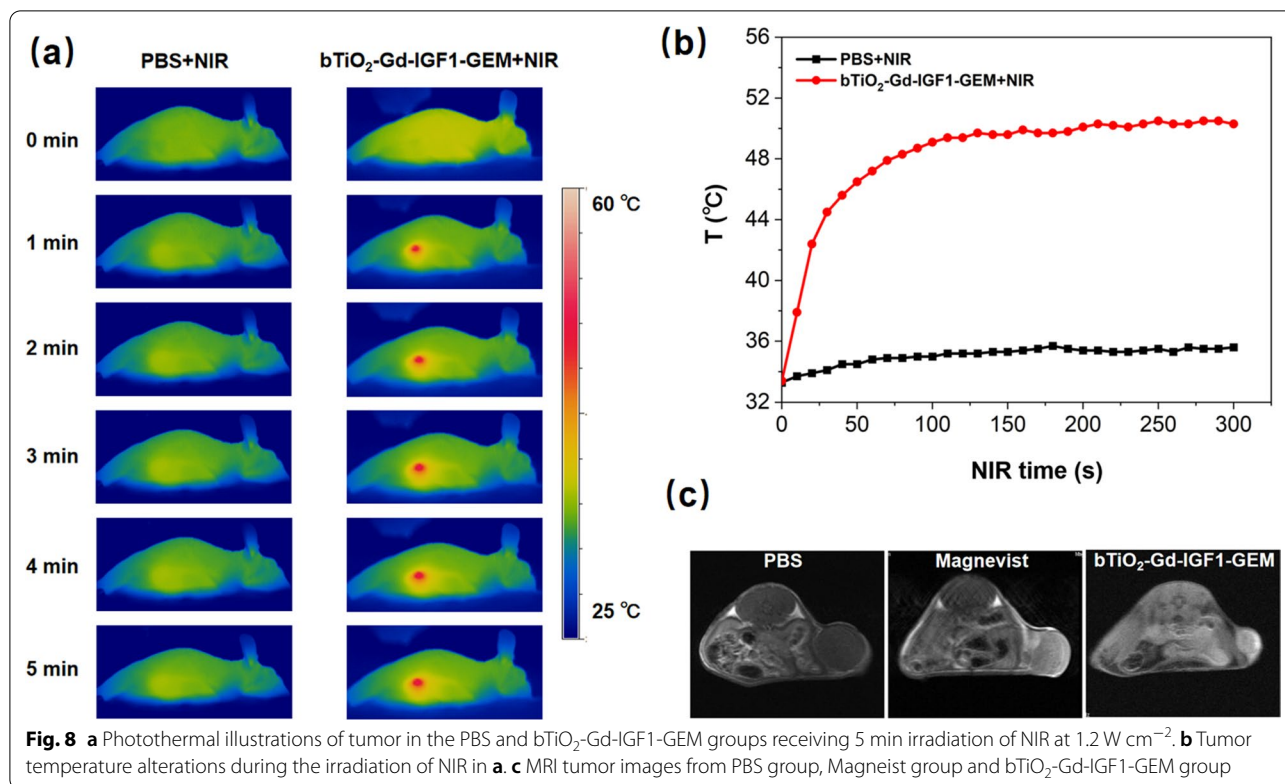 (a)
PBS+NIR bTiO₂-Gd-IGF1-GEM+NIR
0 min
1 min
2 min
3 min
4 min
5 min
60 ℃
25 ℃
(b)
PBS+NIR
bTiO₂-Gd-IGF1-GEM+NIR
T (℃)
56
52
48
44
40
36
32
0 50 100 150 200 250 300
NIR time (s)
(c)
PBS Magnevist bTiO₂-Gd-IGF1-GEM
Fig. 8 a Photothermal illustrations of tumor in the PBS and bTiO₂-Gd-IGF1-GEM groups receiving 5 min irradiation of NIR at 1.2 W cm⁻². b Tumor
temperature alterations during the irradiation of NIR in a. c MRI tumor images from PBS group, Magneist group and bTiO₂-Gd-IGF1-GEM group